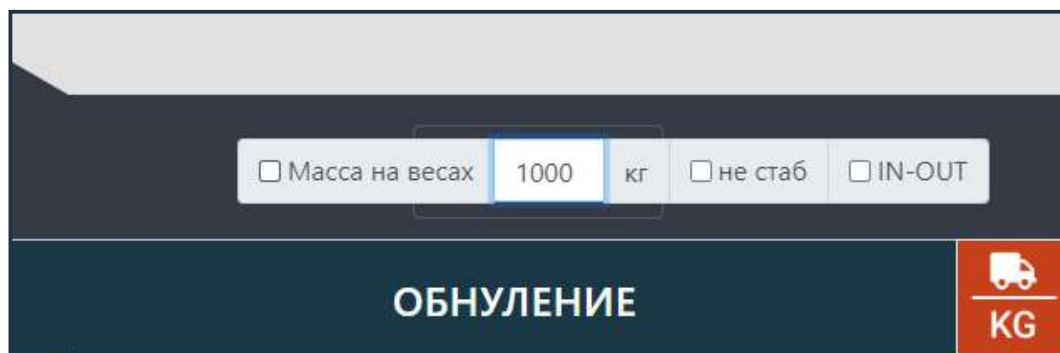 Масса на весах 1000 кг не стаб IN-OUT
ОБНУЛЕНИЕ
KG